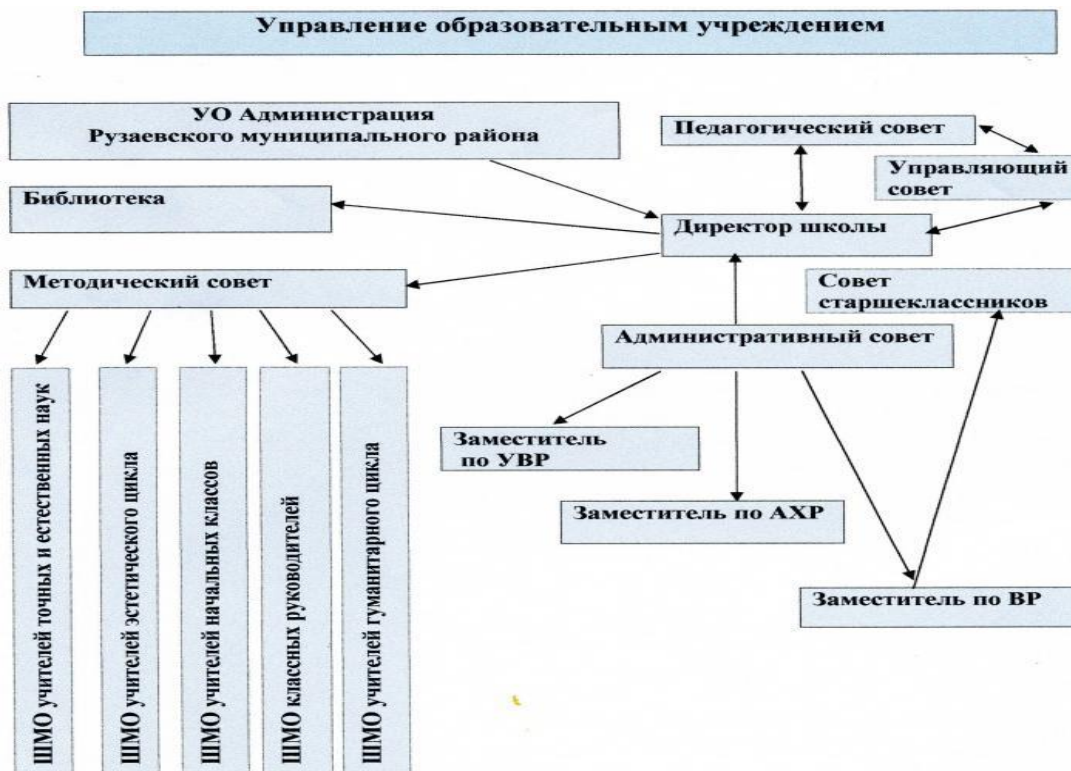 Управление образовательным учреждением
УО Администрация
Рузаевского муниципального района
Педагогический совет
Управляющий
совет
Библиотека
Директор школы
Методический совет
Совет
старшеклассников
Административный совет
Заместитель
по УВР
Заместитель по АХР
Заместитель по ВР
ШМО учителей точных и естественных наук
ШМО учителей эстетического цикла
ШМО учителей начальных классов
ШМО классных руководителей
ШМО учителей гуманитарного цикла